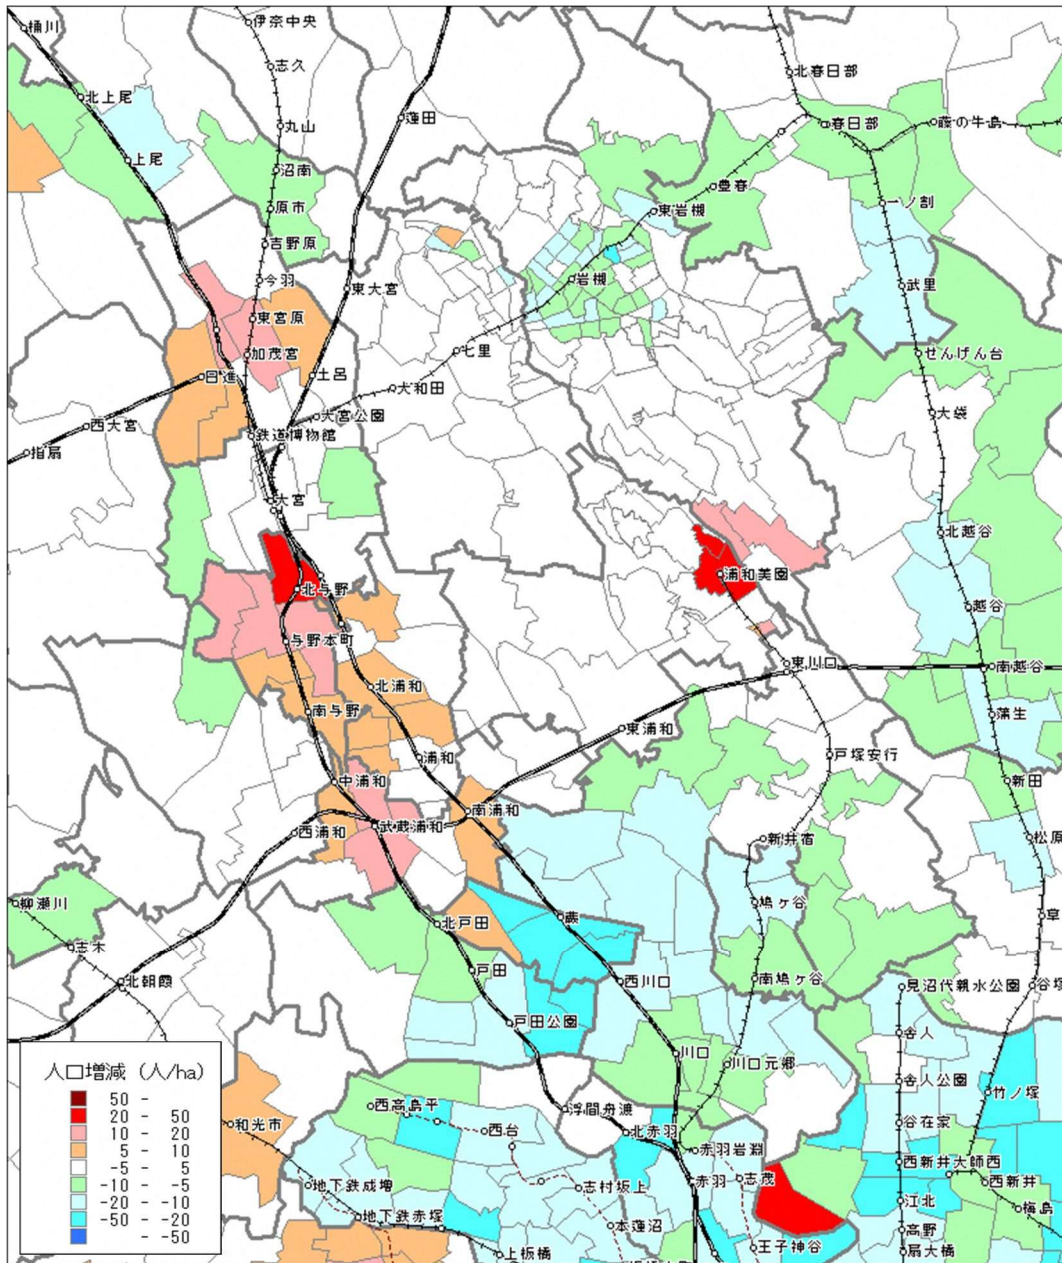 桶川
伊奈中央
志久
北春日部
北上尾
蓮田
丸山
春日部
藤の牛島
上尾
沼南
豊春
原市
東岩槻
一ノ割
吉野原
今羽
東大宮
岩槻
武里
東宮原
七里
せんげん台
加茂宮
日進
土呂
大和田
西大宮
大宮公園
大袋
鉄道博物館
指扇
大宮
北越谷
浦和美園
北与野
越谷
与野本町
東川口
南越谷
北浦和
南与野
蒲生
東浦和
浦和
戸塚安行
中浦和
新田
南浦和
武蔵浦和
西浦和
新井宿
松原
柳瀬川
鳩ヶ谷
草
北戸田
蕨
志木
戸田
北朝霞
西川口
南鳩ヶ谷
見沼代親水公園
谷塚
戸田公園
舎人
川口
川口元郷
人口増減 (人/ha)
舎人公園
竹ノ塚
50 -
20 - 50
10 - 20
5 - 10
-5 - 5
-10 - -5
-20 - -10
-50 - -20
- -50
西高島平
浮間舟渡
和光市
西台
北赤羽
谷在家
赤羽岩淵
西新井大師西
地下鉄成増
志村坂上
赤羽
志茂
西新井
江北
梅島
地下鉄赤塚
本蓮沼
高野
上板橋
王子神谷
扇大橋